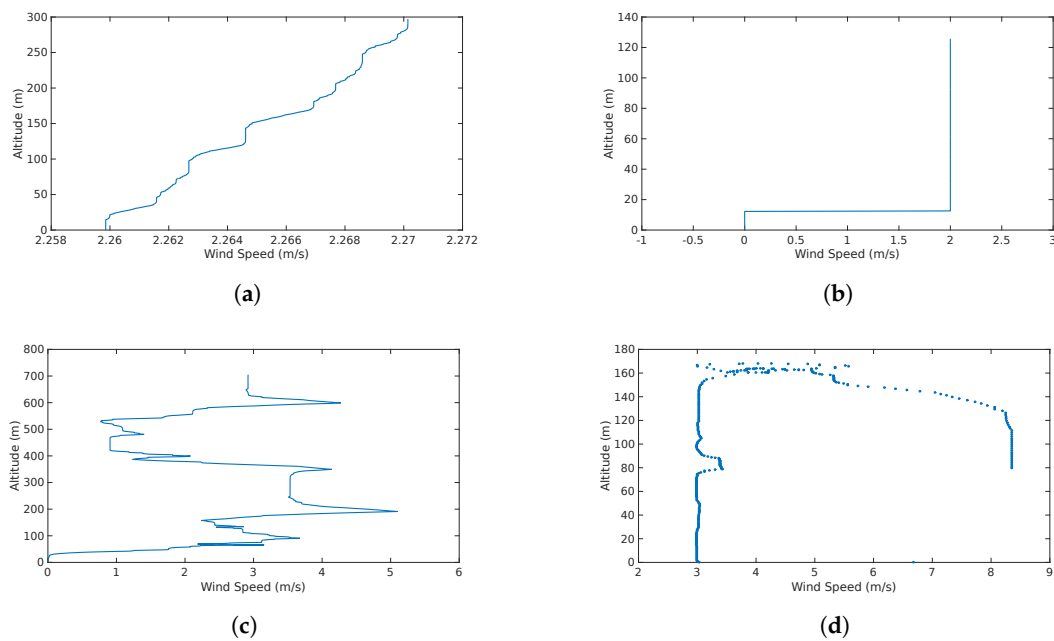 300
250
200
150
100
50
0
Altitude (m)
2.258 2.26 2.262 2.264 2.266 2.268 2.27 2.272
Wind Speed (m/s)
(a)
140
120
100
80
60
40
20
0
Altitude (m)
-1 -0.5 0 0.5 1 1.5 2 2.5 3
Wind Speed (m/s)
(b)
800
700
600
500
400
300
200
100
0
Altitude (m)
0 1 2 3 4 5 6
Wind Speed (m/s)
(c)
180
160
140
120
100
80
60
40
20
0
Altitude (m)
2 3 4 5 6 7 8 9
Wind Speed (m/s)
(d)